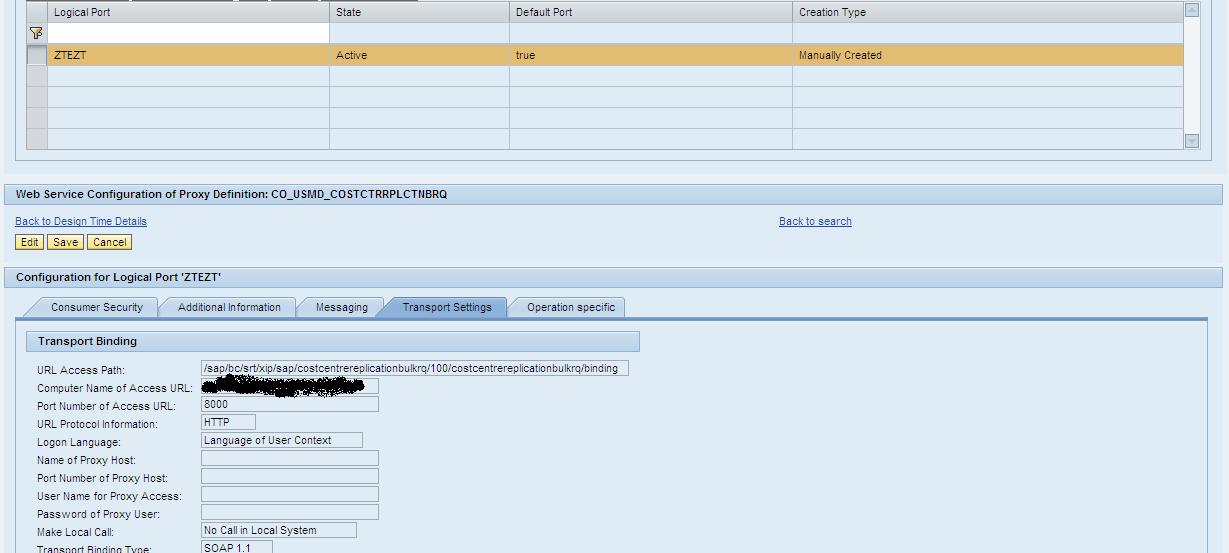 Logical Port State Default Port Creation Type
ZTEZT Active true Manually Created
Web Service Configuration of Proxy Definition: CO_USMD_COSTCTRRPLCTNBRQ
Back to Design Time Details Back to search
Edit Save Cancel
Configuration for Logical Port 'ZTEZT'
Consumer Security Additional Information Messaging Transport Settings Operation specific
Transport Binding
URL Access Path: /sap/bc/srt/xip/sap/costcentrereplicationbulkrq/100/costcentrereplicationbulkrq/binding
Computer Name of Access URL:
Port Number of Access URL: 8000
URL Protocol Information: HTTP
Logon Language: Language of User Context
Name of Proxy Host:
Port Number of Proxy Host:
User Name for Proxy Access:
Password of Proxy User:
Make Local Call: No Call in Local System
Transport Binding Type: SOAP 1.1